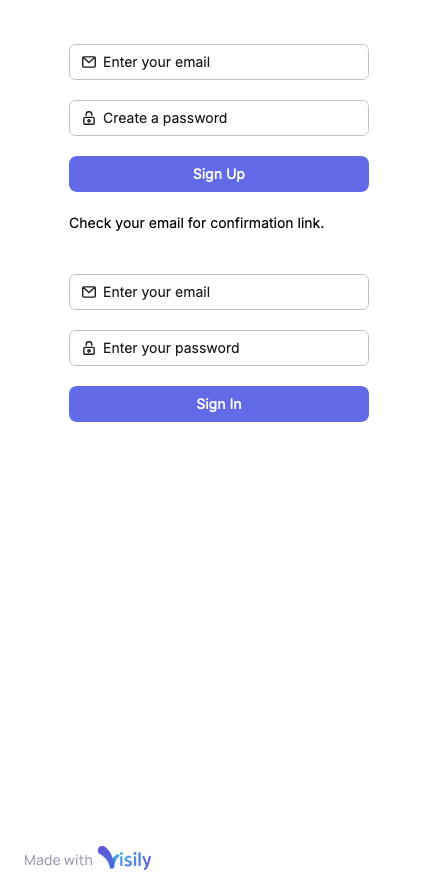 Enter your email
Create a password
Sign Up
Check your email for confirmation link.
Enter your email
Enter your password
Sign In
Made with Visily